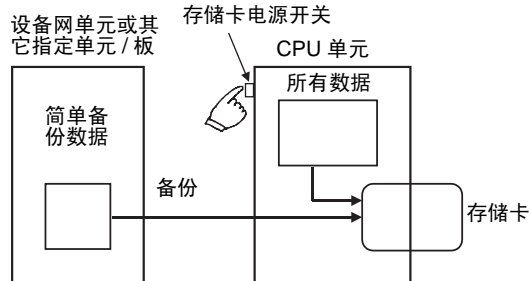 存储卡电源开关
设备网单元或其
它指定单元 / 板
CPU 单元
所有数据
简单备
份数据
备份
存储卡